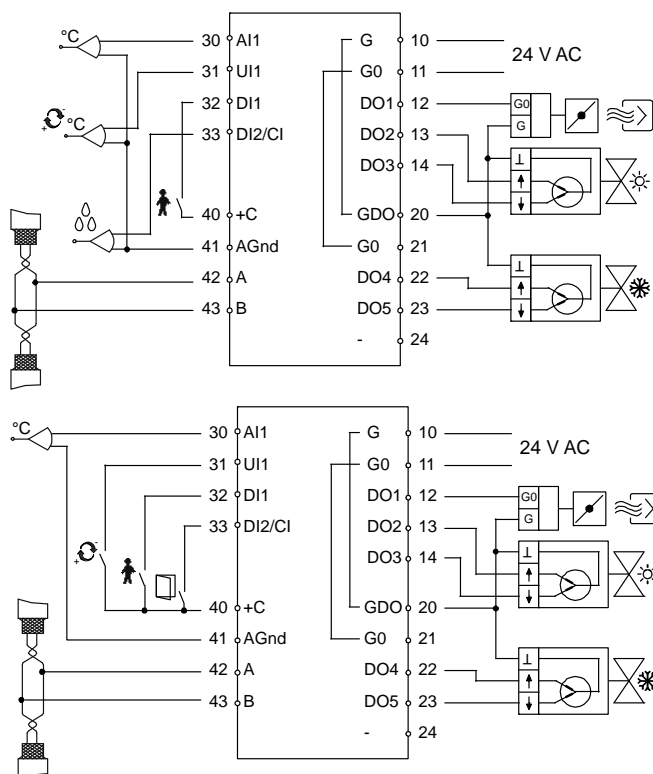 °C 30 AI1 G 10 24 V AC
31 UI1 G0 11
+ - °C 32 DI1 DO1 12 G0
33 DI2/CI DO2 13 G
DO3 14
40 +C GDO 20
41 AGnd G0 21
42 A DO4 22
43 B DO5 23
- 24
°C 30 AI1 G 10 24 V AC
31 UI1 G0 11
32 DI1 DO1 12 G0
33 DI2/CI DO2 13 G
+ - DO3 14
40 +C GDO 20
41 AGnd G0 21
42 A DO4 22
43 B DO5 23
- 24